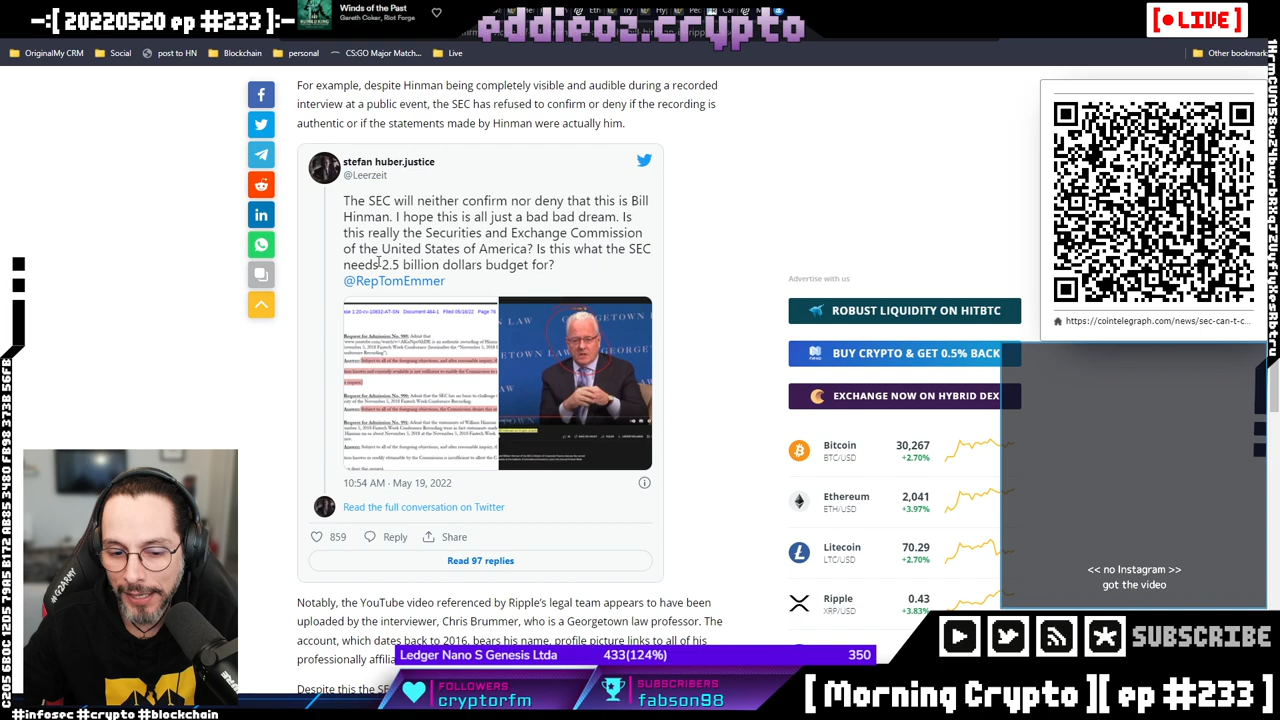 -:[ 20220520 ep #233 ]:-
Winds of the Past
Gareth Coker, Riot Forge
addie03.crypto
[ • LIVE ]
OriginalMy CRM
Social
post to HN
Blockchain
personal
CS:GO Major Match...
Live
Other bookmark
For example, despite Hinman being completely visible and audible during a recorded
interview at a public event, the SEC has refused to confirm or deny if the recording is
authentic or if the statements made by Hinman were actually him.
stefan huber.justice
@Leerzeit
The SEC will neither confirm nor deny that this is Bill
Hinman. I hope this is all just a bad bad dream. Is
this really the Securities and Exchange Commission
of the United States of America? Is this what the SEC
needs 2.5 billion dollars budget for?
@RepTomEmmer
10:54 AM · May 19, 2022
Read the full conversation on Twitter
859
Reply
Share
Read 97 replies
Notably, the YouTube video referenced by Ripple's legal team appears to have been
uploaded by the interviewer, Chris Brummer, who is a Georgetown law professor. The
account, which dates back to 2016, bears his name, profile picture links to all of his
professionally affilia
Despite this the SE
https://cointelegraph.com/news/sec-can-t-c...
Advertise with us
ROBUST LIQUIDITY ON HITBTC
BUY CRYPTO & GET 0.5% BACK
EXCHANGE NOW ON HYBRID DEX
Bitcoin
BTC/USD
30,267
+2.70%
Ethereum
ETH/USD
2,041
+3.97%
Litecoin
LTC/USD
70.29
+2.70%
Ripple
XRP/USD
0.43
+3.83%
<< no Instagram >>
got the video
Ledger Nano S Genesis Ltda
433(124%)
350
FOLLOWERS
cryptorfm
SUBSCRIBERS
fabson98
SUBSCRIBE
[ Morning Crypto ][ ep #233 ]
#infosec #crypto #blockchain